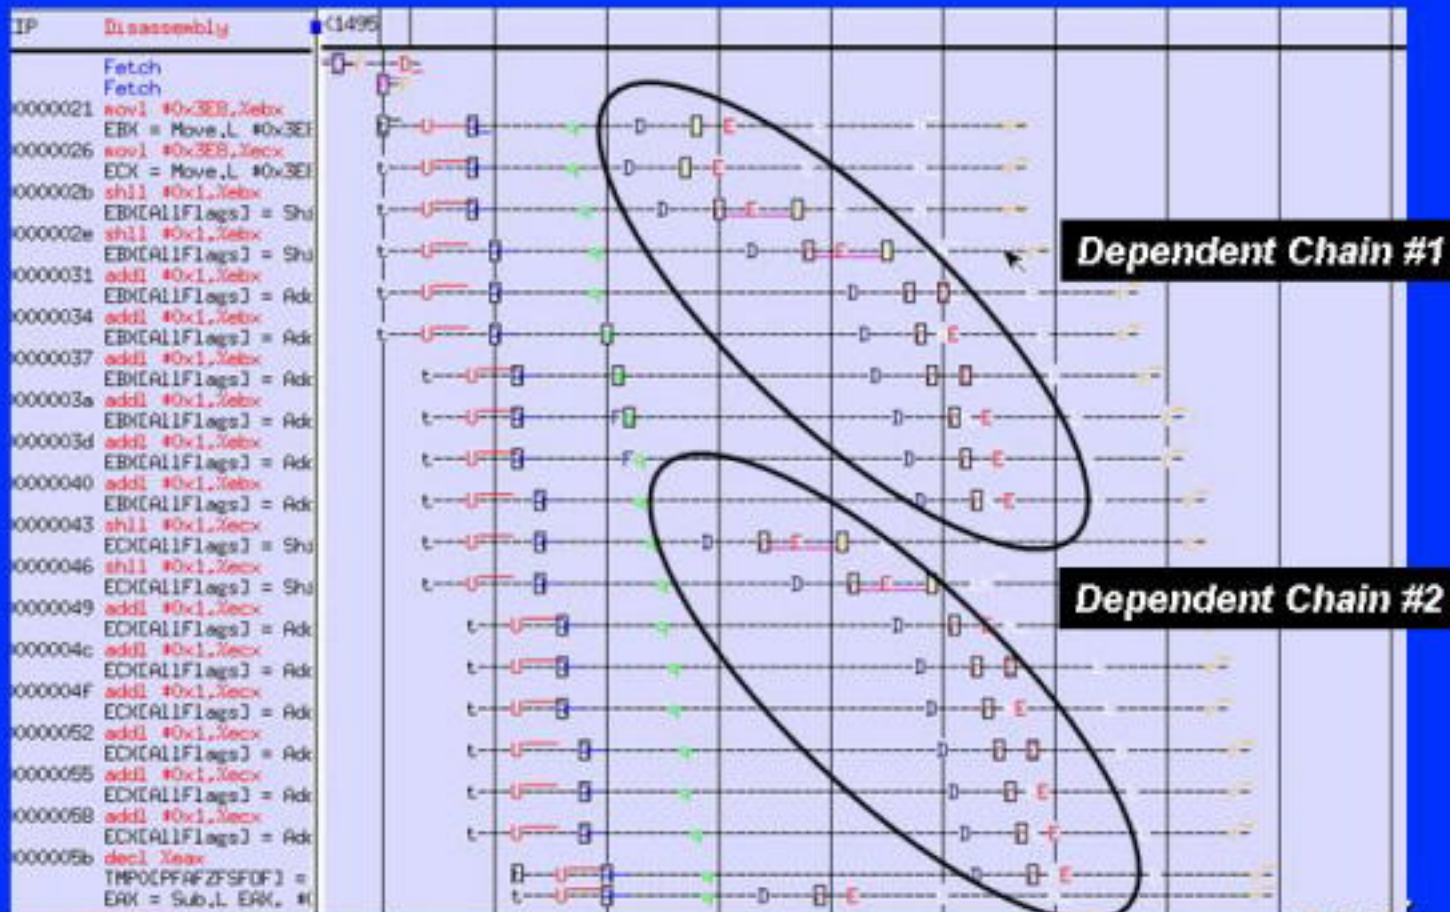 IP Disassembly (1495
Fetch
Fetch
00000021 movl #0x3E8,%ebx
EBX = Move,L #0x3E
00000026 movl #0x3E8,%ecx
ECX = Move,L #0x3E
0000002b shll #0x1,%ebx
EBX[AllFlags] = Sh
0000002e shll #0x1,%ebx
EBX[AllFlags] = Sh
Dependent Chain #1
00000031 addl #0x1,%ebx
EBX[AllFlags] = Ad
00000034 addl #0x1,%ebx
EBX[AllFlags] = Ad
00000037 addl #0x1,%ebx
EBX[AllFlags] = Ad
0000003a addl #0x1,%ebx
EBX[AllFlags] = Ad
0000003d addl #0x1,%ebx
EBX[AllFlags] = Ad
00000040 addl #0x1,%ebx
EBX[AllFlags] = Ad
00000043 shll #0x1,%ecx
ECX[AllFlags] = Sh
00000046 shll #0x1,%ecx
ECX[AllFlags] = Sh
Dependent Chain #2
00000049 addl #0x1,%ecx
ECX[AllFlags] = Ad
0000004c addl #0x1,%ecx
ECX[AllFlags] = Ad
0000004f addl #0x1,%ecx
ECX[AllFlags] = Ad
00000052 addl #0x1,%ecx
ECX[AllFlags] = Ad
00000055 addl #0x1,%ecx
ECX[AllFlags] = Ad
00000058 addl #0x1,%ecx
ECX[AllFlags] = Ad
0000005b decl %eax
TMP0[PFAFZFSFOF] =
EAX = Sub,L EAX,